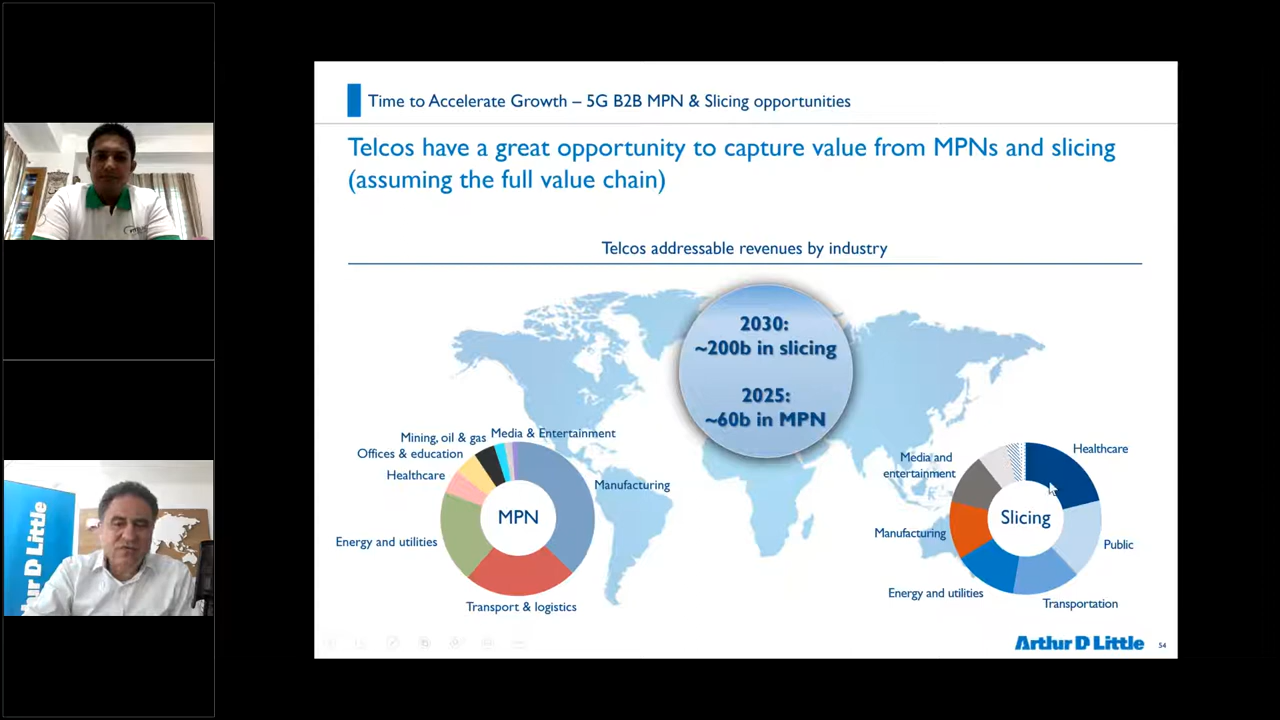 Time to Accelerate Growth – 5G B2B MPN & Slicing opportunities
Telcos have a great opportunity to capture value from MPNs and slicing
(assuming the full value chain)
Telcos addressable revenues by industry
2030:
~200b in slicing
2025:
~60b in MPN
Mining, oil & gas
Media & Entertainment
Offices & education
Healthcare
Manufacturing
MPN
Energy and utilities
Transport & logistics
Healthcare
Media and
entertainment
Slicing
Manufacturing
Public
Energy and utilities
Transportation
Arthur D Little
54
ur D Little